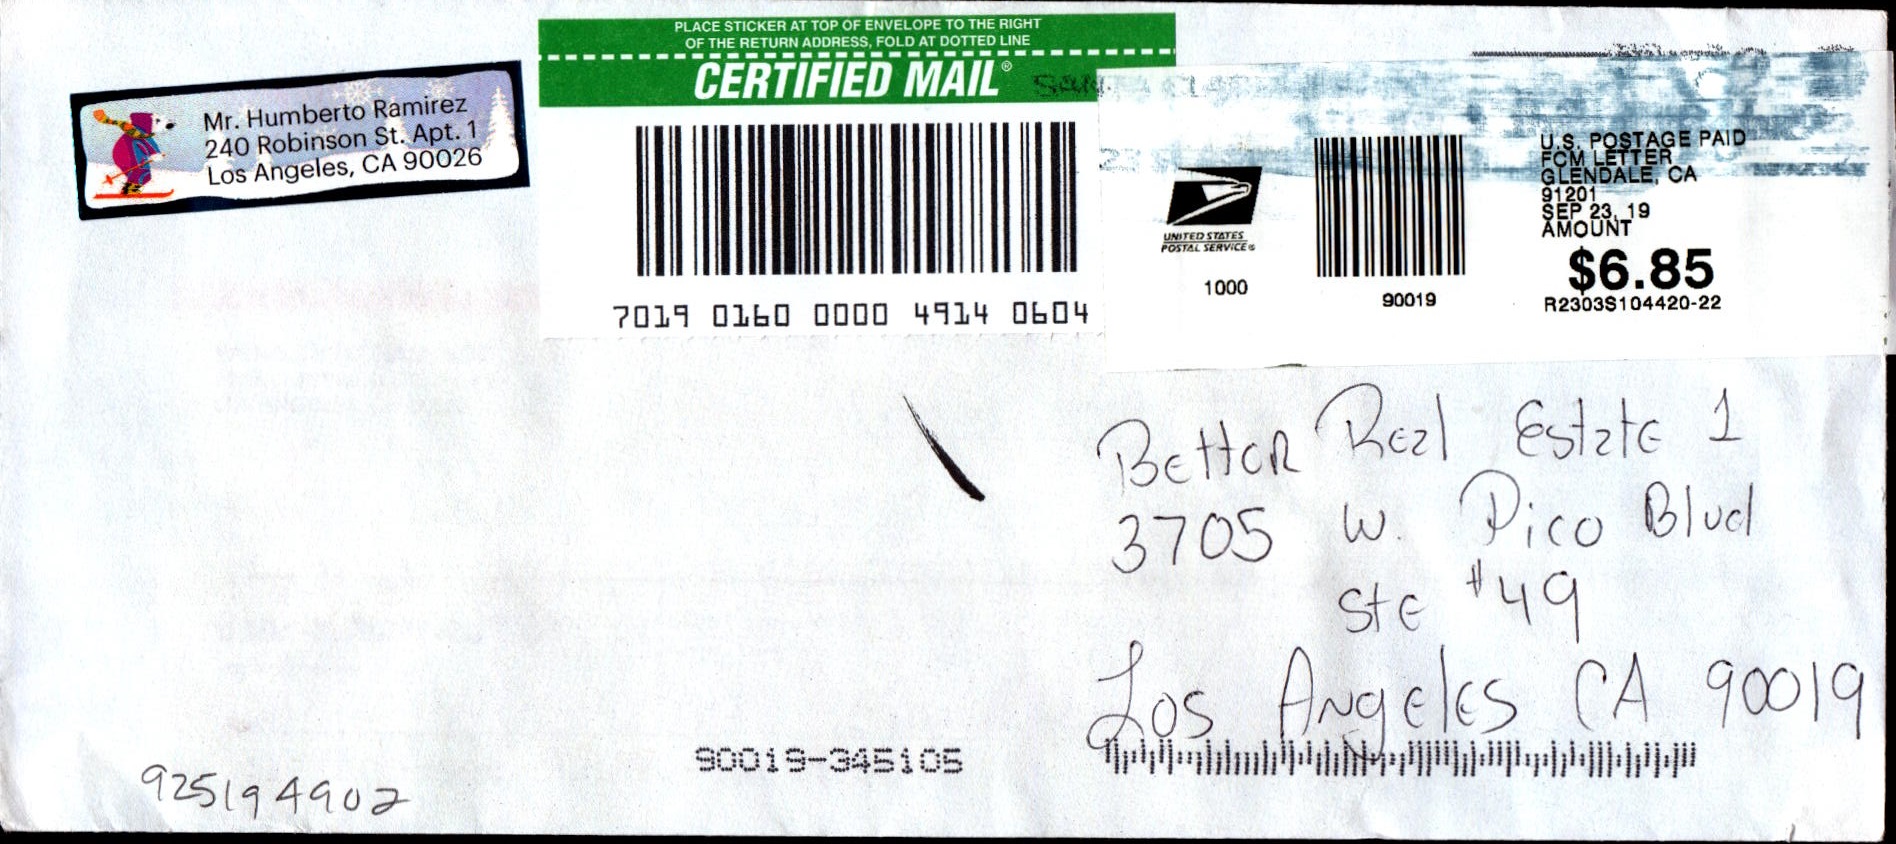 PLACE STICKER AT TOP OF ENVELOPE TO THE RIGHT
OF THE RETURN ADDRESS, FOLD AT DOTTED LINE
CERTIFIED MAIL®
Mr. Humberto Ramirez
240 Robinson St. Apt. 1
Los Angeles, CA 90026
7019 0160 0000 4914 0604
UNITED STATES
POSTAL SERVICE®
1000
90019
U.S. POSTAGE PAID
FCM LETTER
GLENDALE, CA
91201
SEP 23, 19
AMOUNT
$6.85
R2303S104420-22
Better Real Estate 1
3705 W. Pico Blvd
Ste #49
Los Angeles CA 90019
90019-345105
925194902